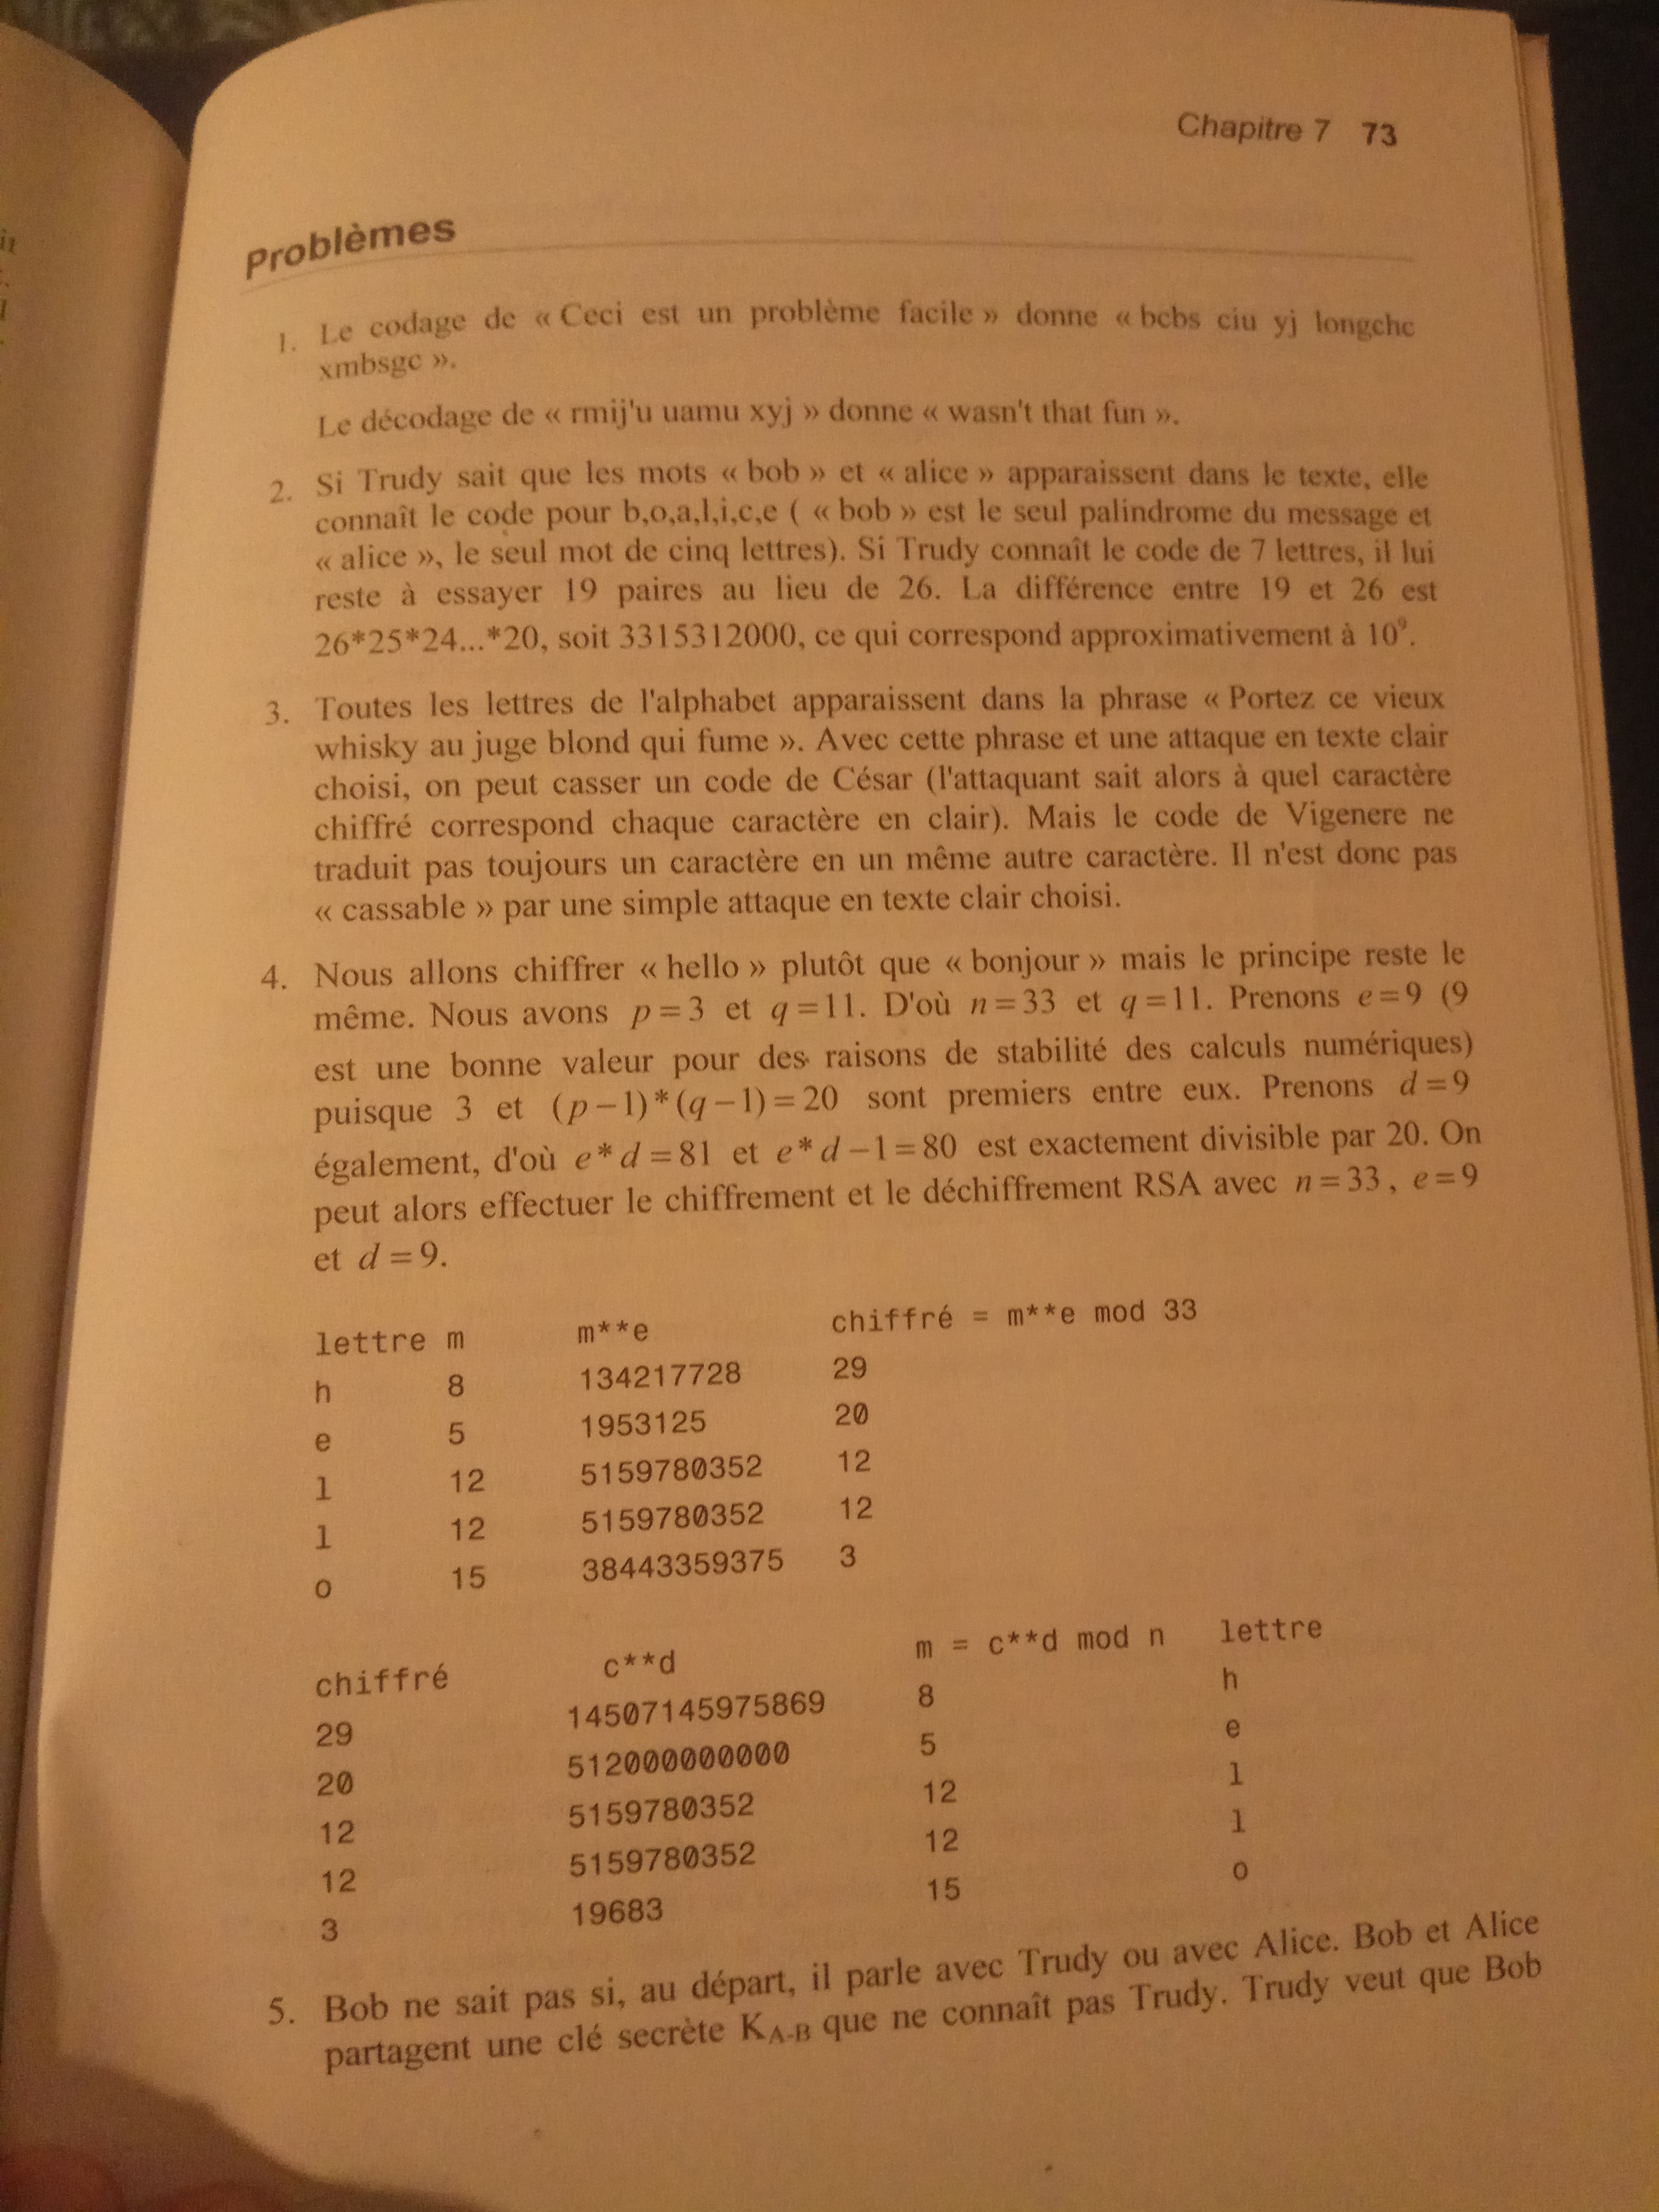 Chapitre 7 73
Problèmes
1. Le codage de « Ceci est un problème facile » donne « bcbs ciu yj longchc
xmbsgc ».
Le décodage de « rmij'u uamu xyj » donne « wasn't that fun ».
2. Si Trudy sait que les mots « bob » et « alice » apparaissent dans le texte, elle
connaît le code pour b,o,a,l,i,c,e ( « bob » est le seul palindrome du message et
« alice », le seul mot de cinq lettres). Si Trudy connaît le code de 7 lettres, il lui
reste à essayer 19 paires au lieu de 26. La différence entre 19 et 26 est
26*25*24...*20, soit 3315312000, ce qui correspond approximativement à 10⁹.
3. Toutes les lettres de l'alphabet apparaissent dans la phrase « Portez ce vieux
whisky au juge blond qui fume ». Avec cette phrase et une attaque en texte clair
choisi, on peut casser un code de César (l'attaquant sait alors à quel caractère
chiffré correspond chaque caractère en clair). Mais le code de Vigenere ne
traduit pas toujours un caractère en un même autre caractère. Il n'est donc pas
« cassable » par une simple attaque en texte clair choisi.
4. Nous allons chiffrer « hello » plutôt que « bonjour » mais le principe reste le
même. Nous avons p=3 et q=11. D'où n=33 et q=11. Prenons e=9 (9
est une bonne valeur pour des raisons de stabilité des calculs numériques)
puisque 3 et (p-1)*(q-1)=20 sont premiers entre eux. Prenons d=9
également, d'où e*d=81 et e*d-1=80 est exactement divisible par 20. On
peut alors effectuer le chiffrement et le déchiffrement RSA avec n=33, e=9
et d=9.
lettre m m**e chiffré = m**e mod 33
h 8 134217728 29
e 5 1953125 20
l 12 5159780352 12
l 12 5159780352 12
o 15 38443359375 3
chiffré c**d m = c**d mod n lettre
29 14507145975869 8 h
20 512000000000 5 e
12 5159780352 12 l
12 5159780352 12 l
3 19683 15 o
5. Bob ne sait pas si, au départ, il parle avec Trudy ou avec Alice. Bob et Alice
partagent une clé secrète K_A-B que ne connaît pas Trudy. Trudy veut que Bob